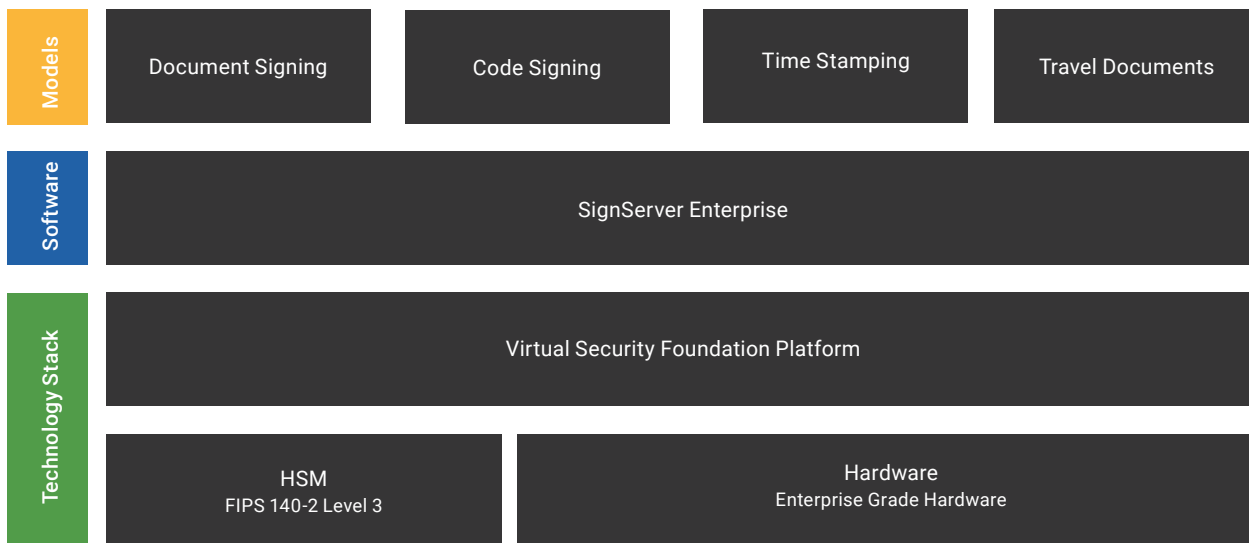 Models
Document Signing
Code Signing
Time Stamping
Travel Documents
Software
SignServer Enterprise
Technology Stack
Virtual Security Foundation Platform
HSM
FIPS 140-2 Level 3
Hardware
Enterprise Grade Hardware